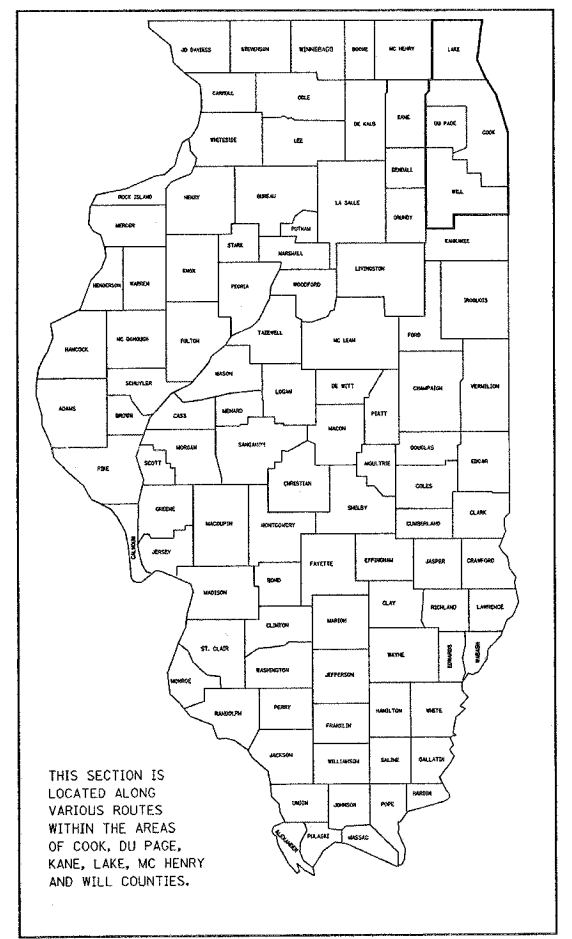 JO DAVIESS STEVENSON WINNEBAGO BOONE MC HENRY LAKE
CARROLL OGLE DE KALB KANE DU PAGE COOK
WHITESIDE LEE
KENDALL
ROCK ISLAND HENRY BUREAU LA SALLE GRUNDY WILL
MERCER STARK PUTNAM
MARSHALL KANKAKEE
HENDERSON WARREN KNOX PEORIA WOODFORD LIVINGSTON IROQUOIS
HANCOCK MC DONOUGH FULTON TAZEWELL MC LEAN FORD
MASON
SCHUYLER LOGAN DE WITT CHAMPAIGN VERMILION
ADAMS BROWN CASS MENARD PIATT
MACON
MORGAN SANGAMON DOUGLAS EDGAR
PIKE SCOTT MOULTRIE
CHRISTIAN COLES
GREENE MACOUPIN MONTGOMERY SHELBY CUMBERLAND CLARK
CALHOUN JERSEY FAYETTE EFFINGHAM JASPER CRAWFORD
MADISON BOND
CLAY RICHLAND LAWRENCE
CLINTON MARION
ST. CLAIR WAYNE EDWARDS WABASH
WASHINGTON JEFFERSON
MONROE
RANDOLPH PERRY HAMILTON WHITE
FRANKLIN
JACKSON WILLIAMSON SALINE GALLATIN
UNION JOHNSON POPE HARDIN
ALEXANDER PULASKI MASSAC
THIS SECTION IS
LOCATED ALONG
VARIOUS ROUTES
WITHIN THE AREAS
OF COOK, DU PAGE,
KANE, LAKE, MC HENRY
AND WILL COUNTIES.